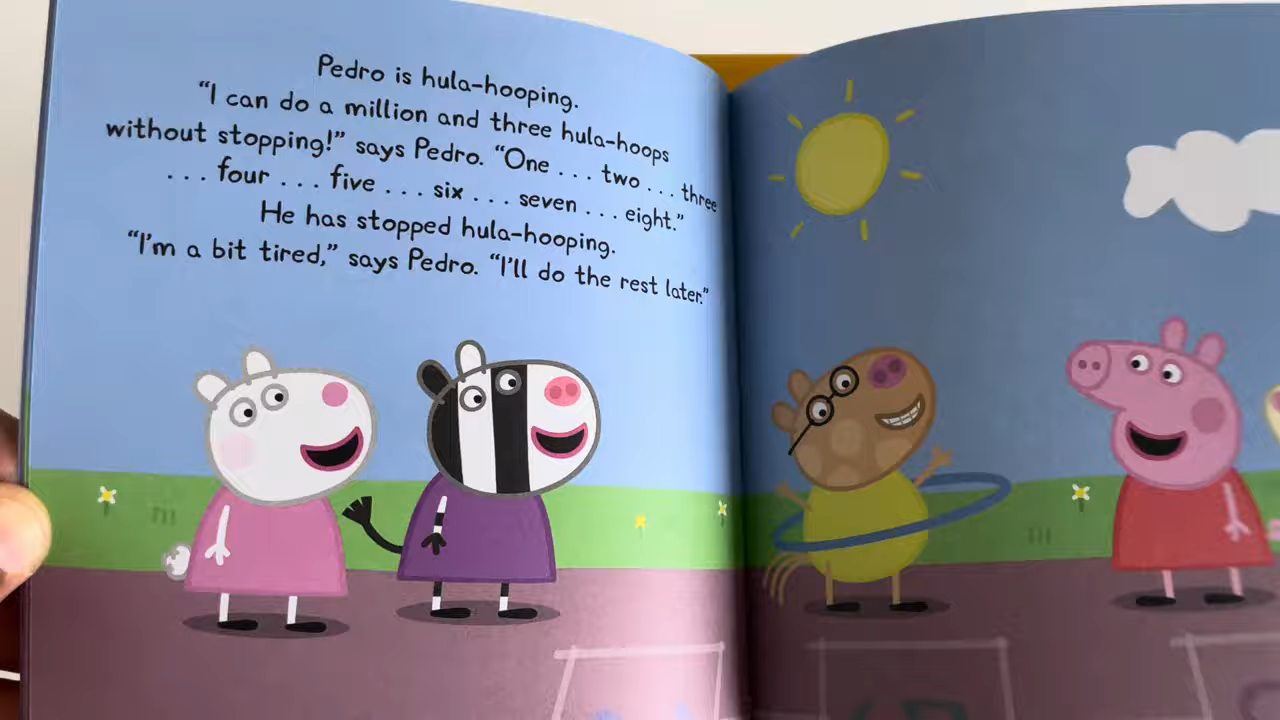 Pedro is hula-hooping.
“I can do a million and three hula-hoops
without stopping!” says Pedro. “One . . . two . . . three
. . . four . . . five . . . six . . . seven . . . eight.”
He has stopped hula-hooping.
“I’m a bit tired,” says Pedro. “I’ll do the rest later.”